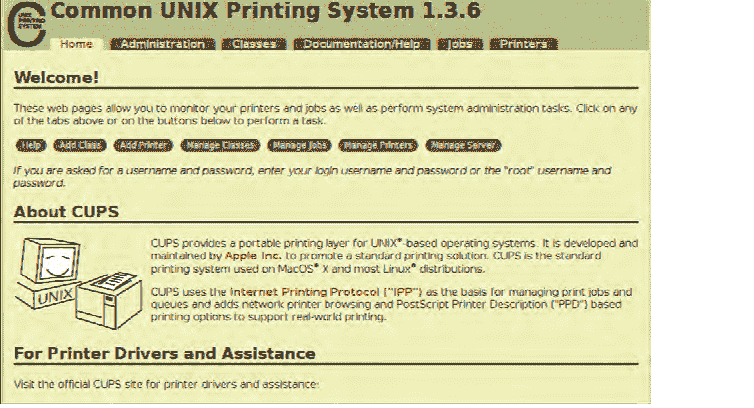 UNIX PRINTING SYSTEM
Common UNIX Printing System 1.3.6
Home Administration Classes Documentation/Help Jobs Printers
Welcome!
These web pages allow you to monitor your printers and jobs as well as perform system administration tasks. Click on any
of the tabs above or on the buttons below to perform a task.
Help Add Class Add Printer Manage Classes Manage Jobs Manage Printers Manage Server
If you are asked for a username and password, enter your login username and password or the "root" username and
password.
About CUPS
CUPS provides a portable printing layer for UNIX®-based operating systems. It is developed and
maintained by Apple Inc. to promote a standard printing solution. CUPS is the standard
printing system used on MacOS® X and most Linux® distributions.
UNIX
CUPS uses the Internet Printing Protocol ("IPP") as the basis for managing print jobs and
queues and adds network printer browsing and PostScript Printer Description ("PPD") based
printing options to support real-world printing.
For Printer Drivers and Assistance
Visit the official CUPS site for printer drivers and assistance: